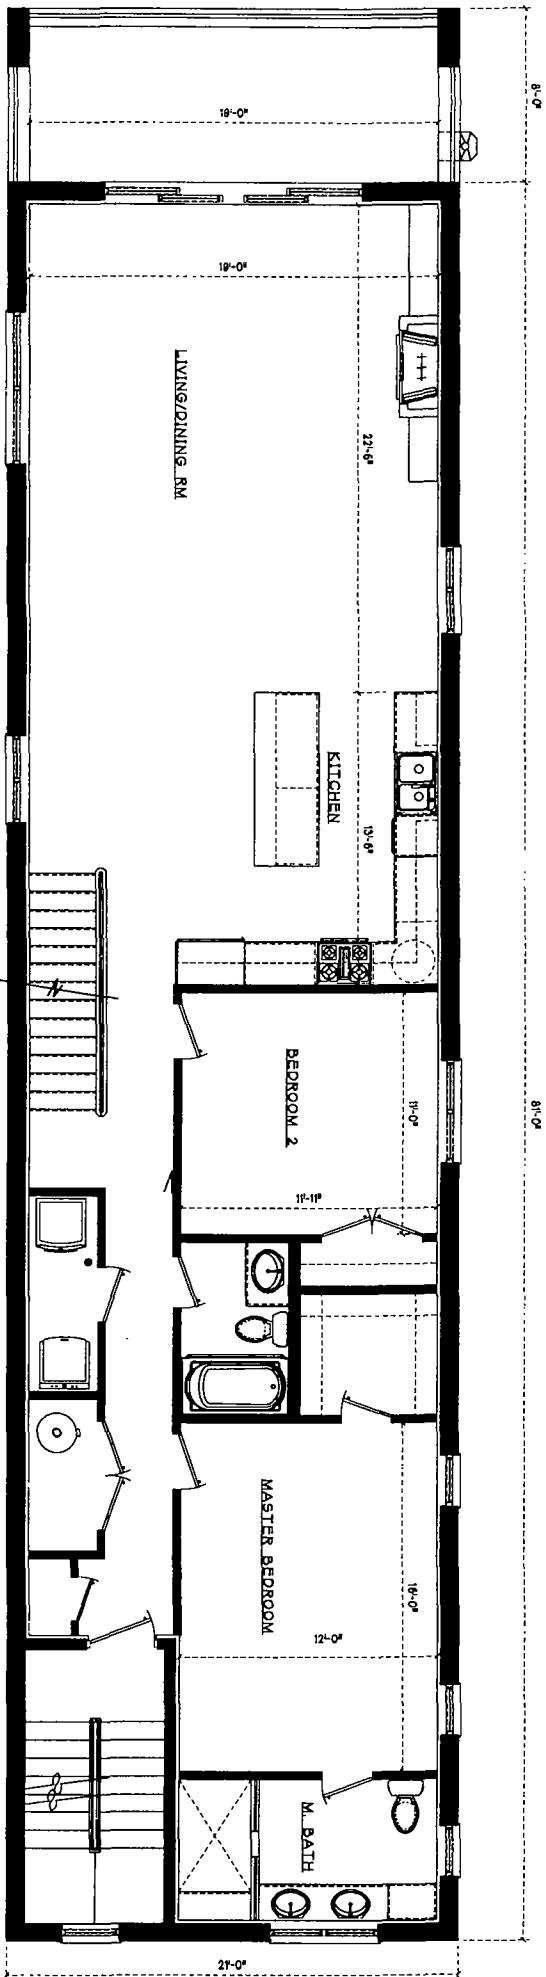 8'-0"
19'-0"
19'-0"
LIVING/DINING RM
22'-6"
KITCHEN
13'-6"
BEDROOM 2
11'-0"
81'-0"
11'-11"
MASTER BEDROOM
16'-0"
12'-0"
M. BATH
21'-0"